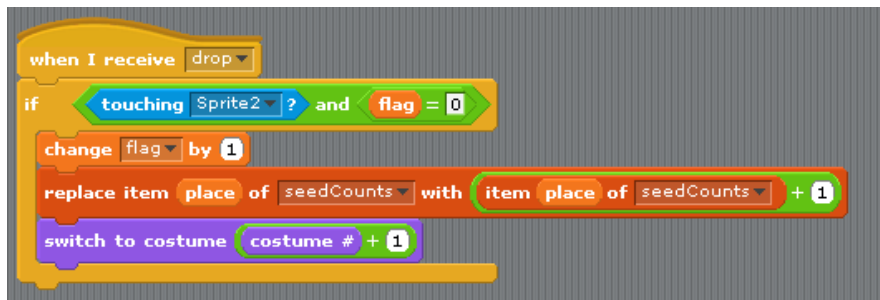 when I receive drop
if touching Sprite2 ? and flag = 0
change flag by 1
replace item place of seedCounts with item place of seedCounts + 1
switch to costume costume # + 1